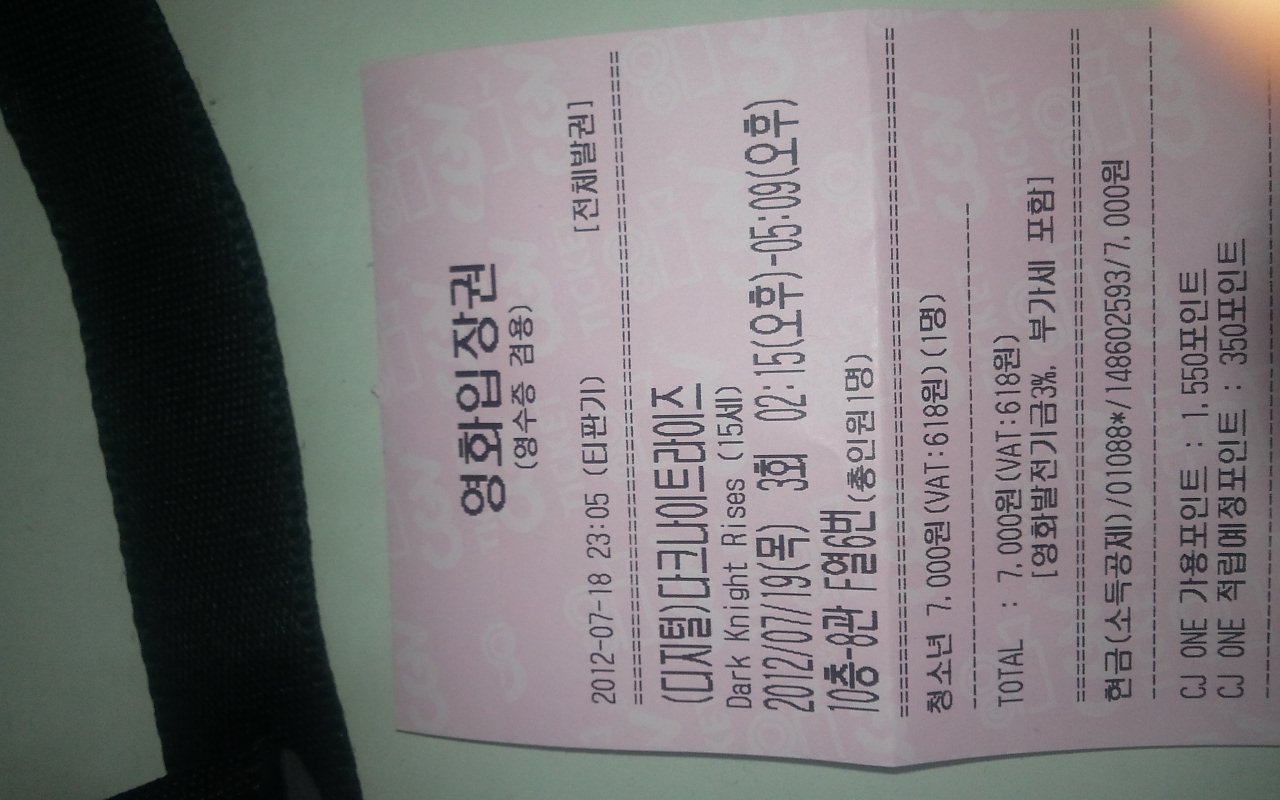 영화입장권
(영수증 겸용)
[전체발권]
2012-07-18 23:05 (티판기)
(디지털)다크나이트라이즈
Dark Knight Rises (15세)
2012/07/19(목) 3회 02:15(오후)-05:09(오후)
10층-8관 F열6번(총인원1명)
청소년 7,000원(VAT:618원)(1명)
TOTAL : 7,000원(VAT:618원)
[영화발전기금3%, 부가세 포함]
현금(소득공제)/01088*/148602593/7,000원
CJ ONE 가용포인트 : 1,550포인트
CJ ONE 적립예정포인트 : 350포인트